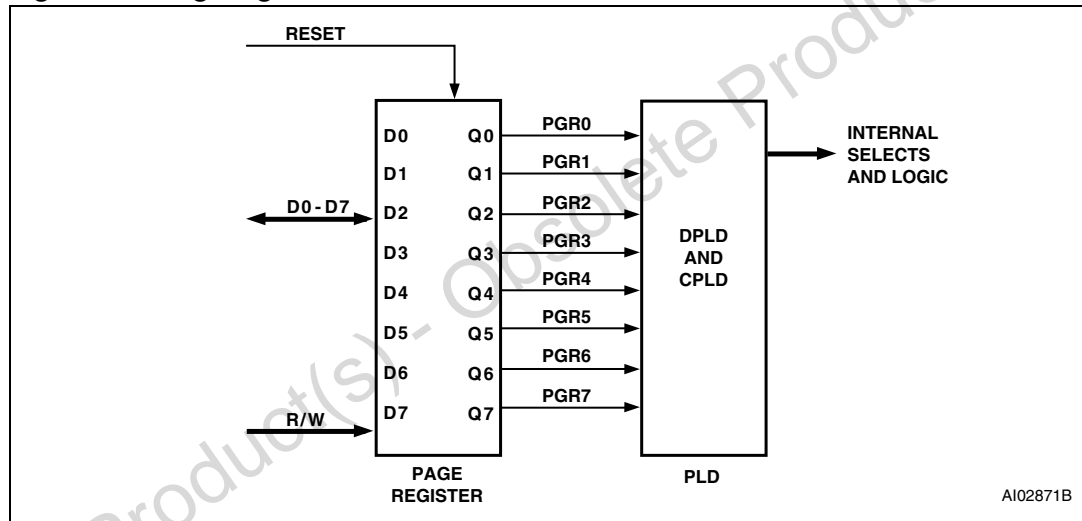 RESET
D0 Q0 PGR0
D1 Q1 PGR1
D0-D7
D2 Q2 PGR2
D3 Q3 PGR3
D4 Q4 PGR4
D5 Q5 PGR5
D6 Q6 PGR6
D7 Q7 PGR7
R/W
PAGE
REGISTER
DPLD
AND
CPLD
PLD
INTERNAL
SELECTS
AND LOGIC
AI02871B
Product(s) - Obsolete Product